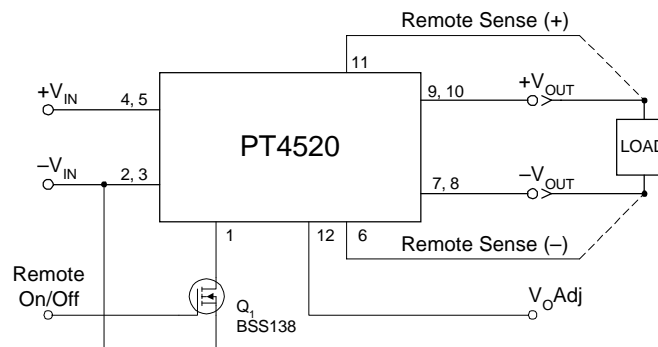 Remote Sense (+)
11
+VIN
4, 5
9, 10
+VOUT
PT4520
LOAD
–VIN
2, 3
7, 8
–VOUT
1
12
6
Remote Sense (–)
Remote
On/Off
Q1
BSS138
VOAdj